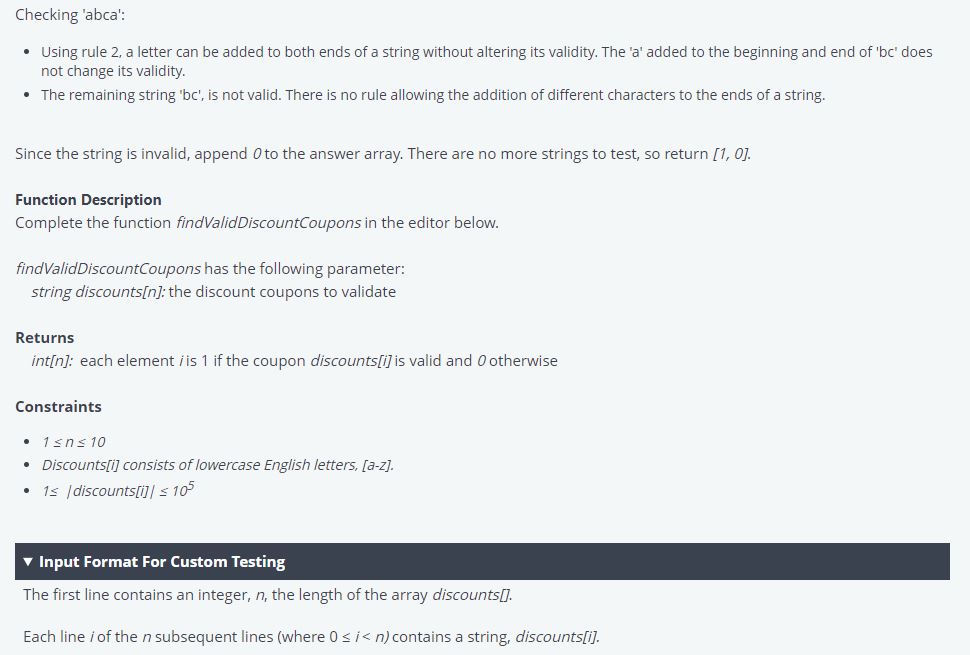 Checking 'abca':
• Using rule 2, a letter can be added to both ends of a string without altering its validity. The 'a' added to the beginning and end of 'bc' does
not change its validity.
• The remaining string 'bc', is not valid. There is no rule allowing the addition of different characters to the ends of a string.
Since the string is invalid, append 0 to the answer array. There are no more strings to test, so return [1, 0].
Function Description
Complete the function findValidDiscountCoupons in the editor below.
findValidDiscountCoupons has the following parameter:
string discounts[n]: the discount coupons to validate
Returns
int[n]: each element i is 1 if the coupon discounts[i] is valid and 0 otherwise
Constraints
• 1 ≤ n ≤ 10
• Discounts[i] consists of lowercase English letters, [a-z].
• 1≤ |discounts[i]| ≤ 10⁵
▼ Input Format For Custom Testing
The first line contains an integer, n, the length of the array discounts[].
Each line i of the n subsequent lines (where 0 ≤ i < n) contains a string, discounts[i].